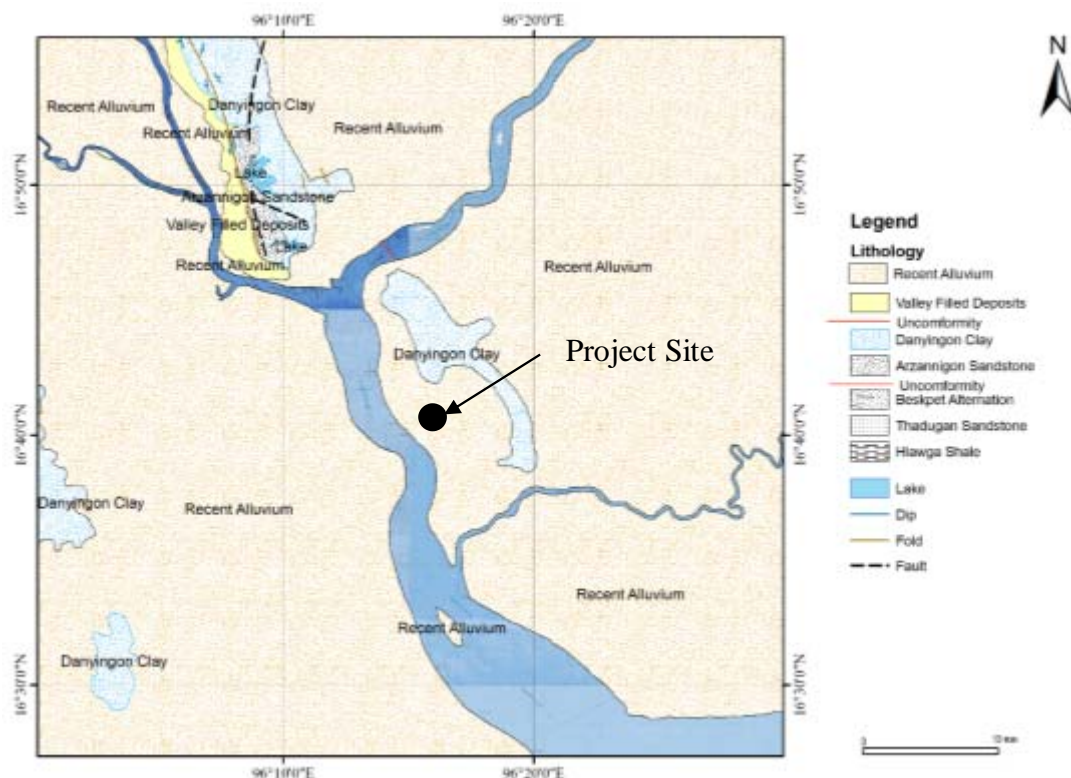 96°10'0"E
96°20'0"E
N
Danyingon Clay
Recent Alluvium
Recent Alluvium
Recent Alluvium
Lake
16°50'0"N
16°50'0"N
Arzannigon Sandstone
Valley Filled Deposits
Lake
Recent Alluvium
Recent Alluvium
Danyingon Clay
Project Site
16°40'0"N
16°40'0"N
Danyingon Clay
Recent Alluvium
Recent Alluvium
Recent Alluvium
Danyingon Clay
16°30'0"N
16°30'0"N
96°10'0"E
96°20'0"E
Legend
Lithology
Recent Alluvium
Valley Filled Deposits
Uncomformity
Danyingon Clay
Arzannigon Sandstone
Uncomformity
Beskpet Alternation
Thadugan Sandstone
Hlawga Shale
Lake
Dip
Fold
Fault
0